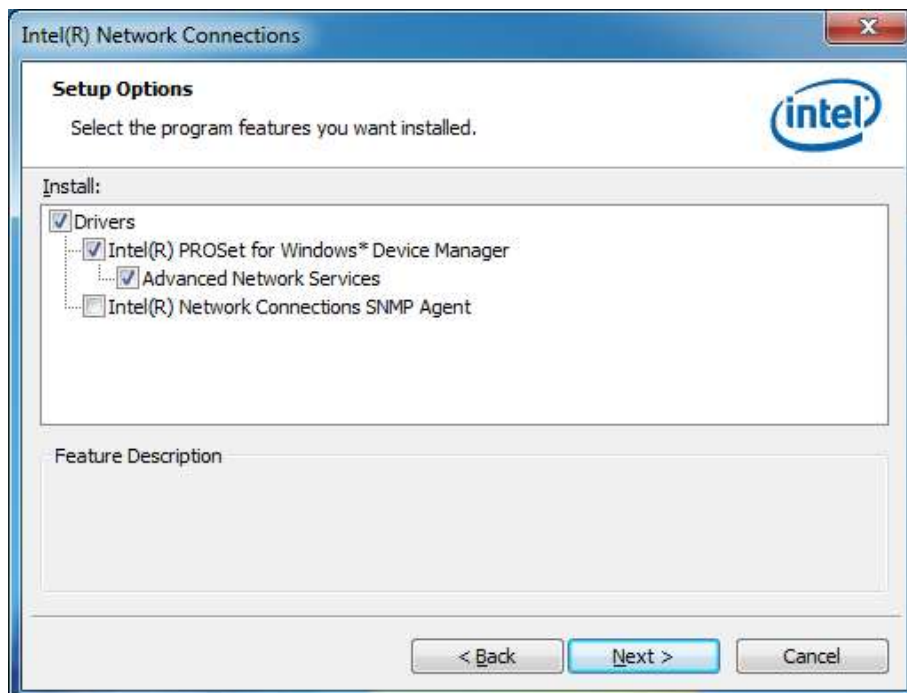 Intel(R) Network Connections
Setup Options
Select the program features you want installed.
intel
Install:
Drivers
Intel(R) PROSet for Windows* Device Manager
Advanced Network Services
Intel(R) Network Connections SNMP Agent
Feature Description
< Back
Next >
Cancel